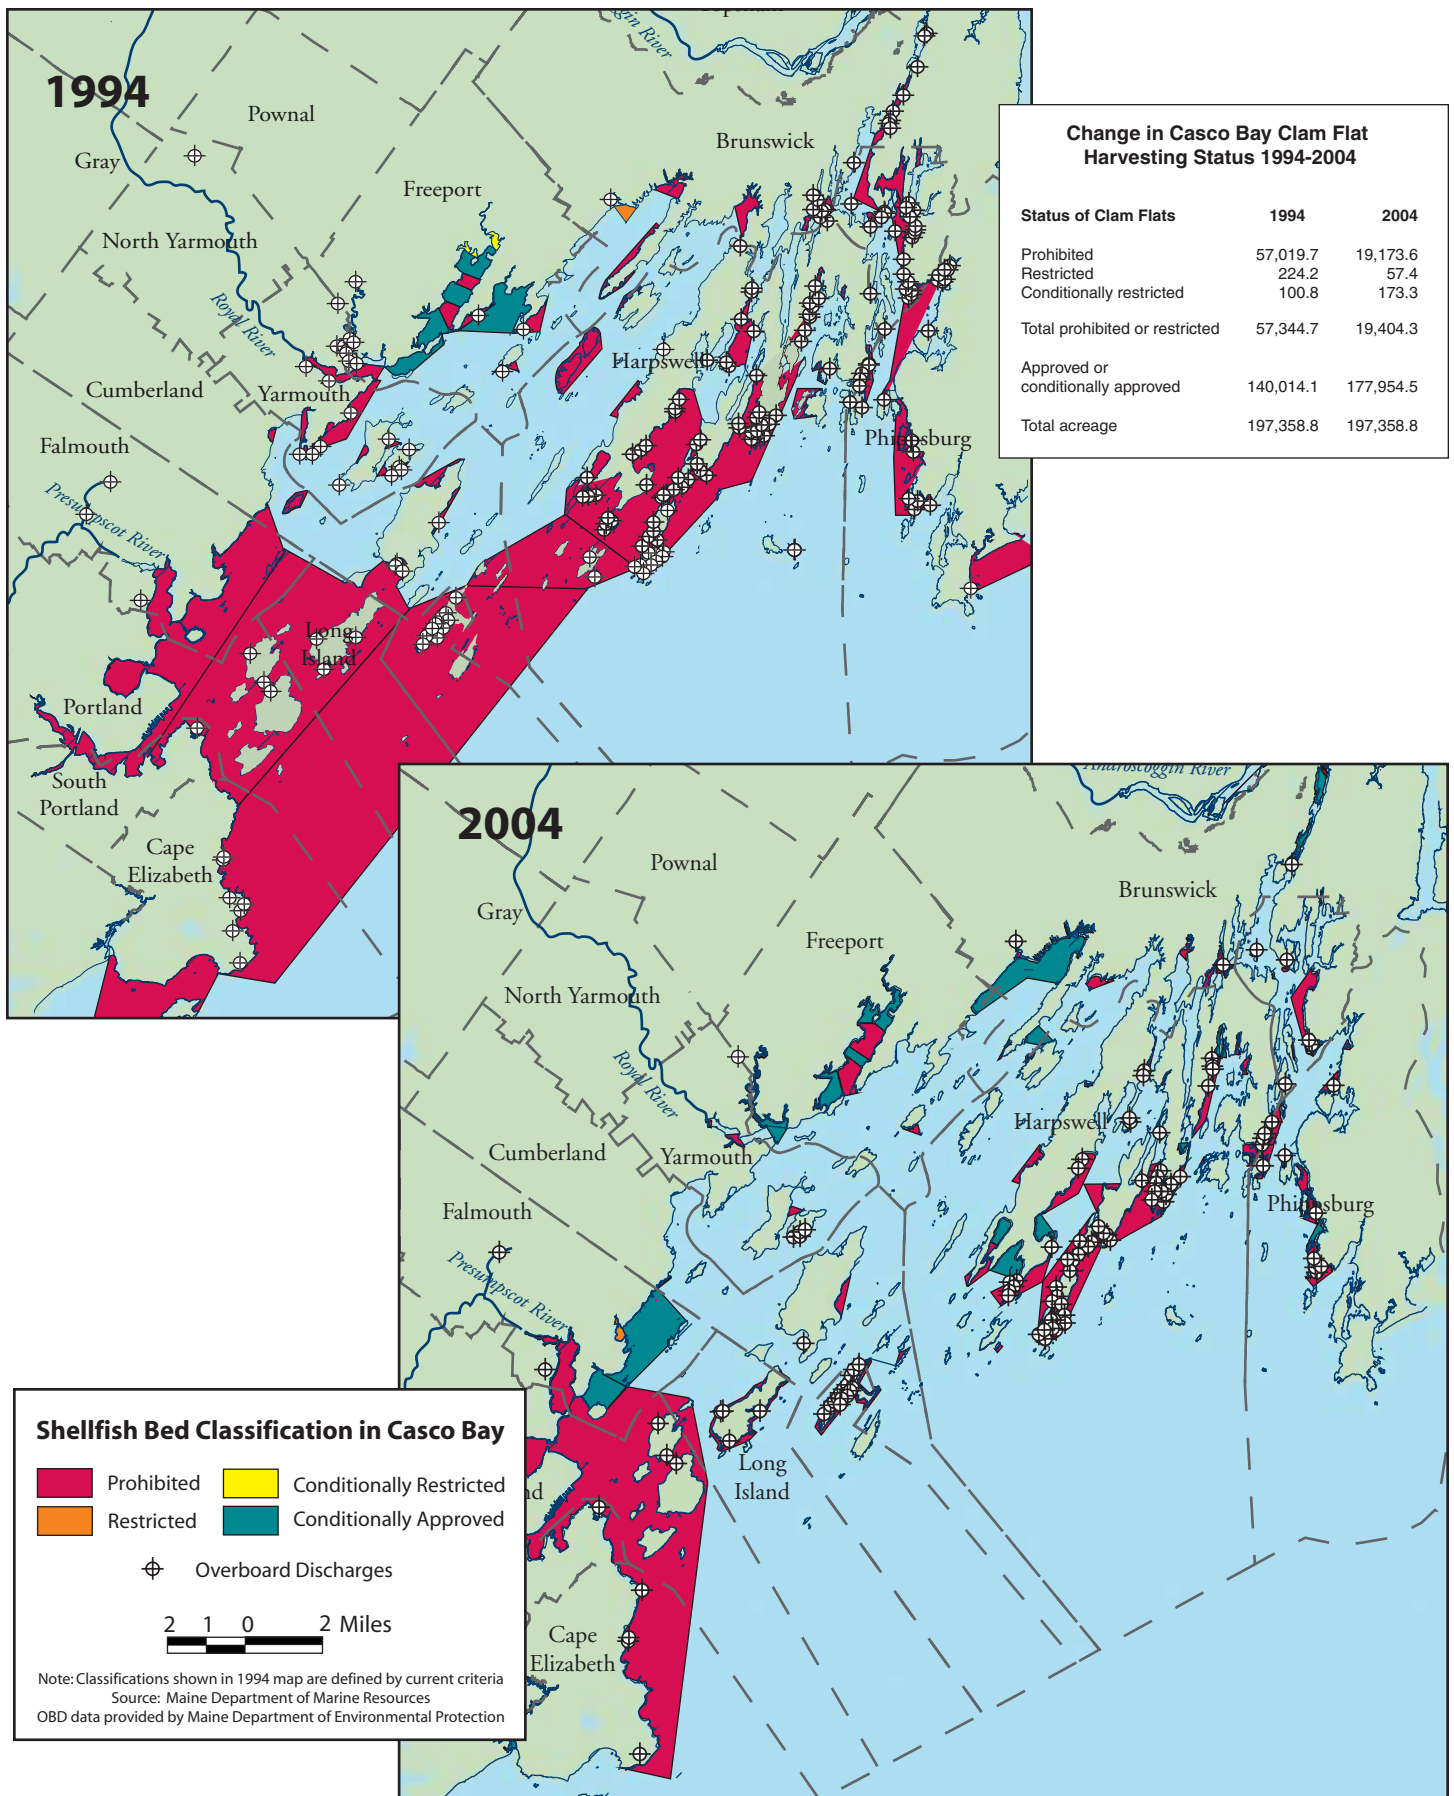 1994
Pownal
Gray
Brunswick
Freeport
North Yarmouth
Royal River
Cumberland
Yarmouth
Harpswell
Falmouth
Presumpscot River
Phippsburg
Long
Island
Portland
South
Portland
Cape
Elizabeth
Change in Casco Bay Clam Flat
Harvesting Status 1994-2004
Status of Clam Flats 1994 2004
Prohibited 57,019.7 19,173.6
Restricted 224.2 57.4
Conditionally restricted 100.8 173.3
Total prohibited or restricted 57,344.7 19,404.3
Approved or
conditionally approved 140,014.1 177,954.5
Total acreage 197,358.8 197,358.8
2004
Androscoggin River
Pownal
Brunswick
Gray
Freeport
North Yarmouth
Royal River
Harpswell
Cumberland
Yarmouth
Falmouth
Phippsburg
Presumpscot River
Long
Island
nd
Cape
Elizabeth
Shellfish Bed Classification in Casco Bay
Prohibited
Conditionally Restricted
Restricted
Conditionally Approved
Overboard Discharges
2 1 0 2 Miles
Note: Classifications shown in 1994 map are defined by current criteria
Source: Maine Department of Marine Resources
OBD data provided by Maine Department of Environmental Protection